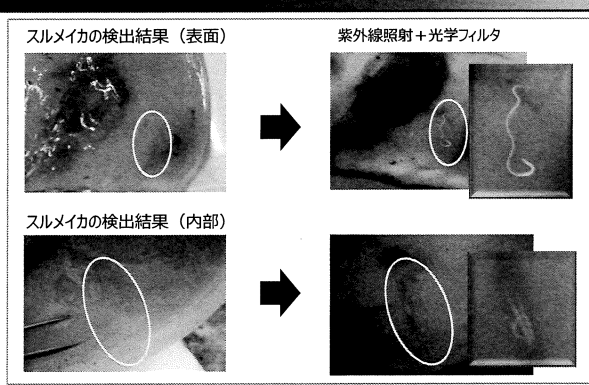 スルメイカの検出結果（表面）
紫外線照射＋光学フィルタ
スルメイカの検出結果（内部）